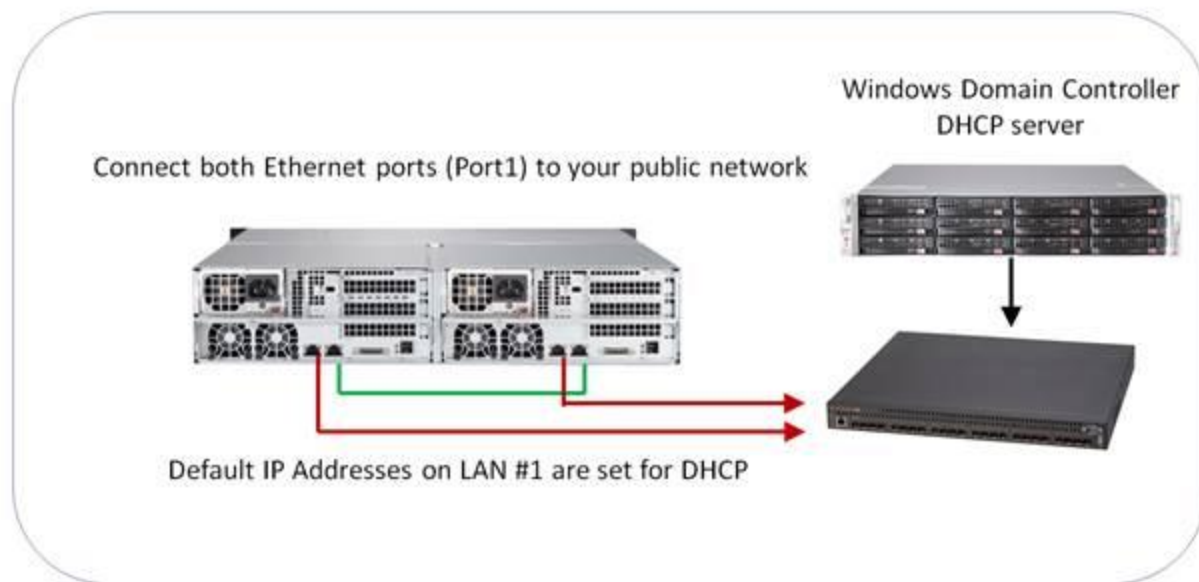 Windows Domain Controller
DHCP server
Connect both Ethernet ports (Port1) to your public network
Default IP Addresses on LAN #1 are set for DHCP